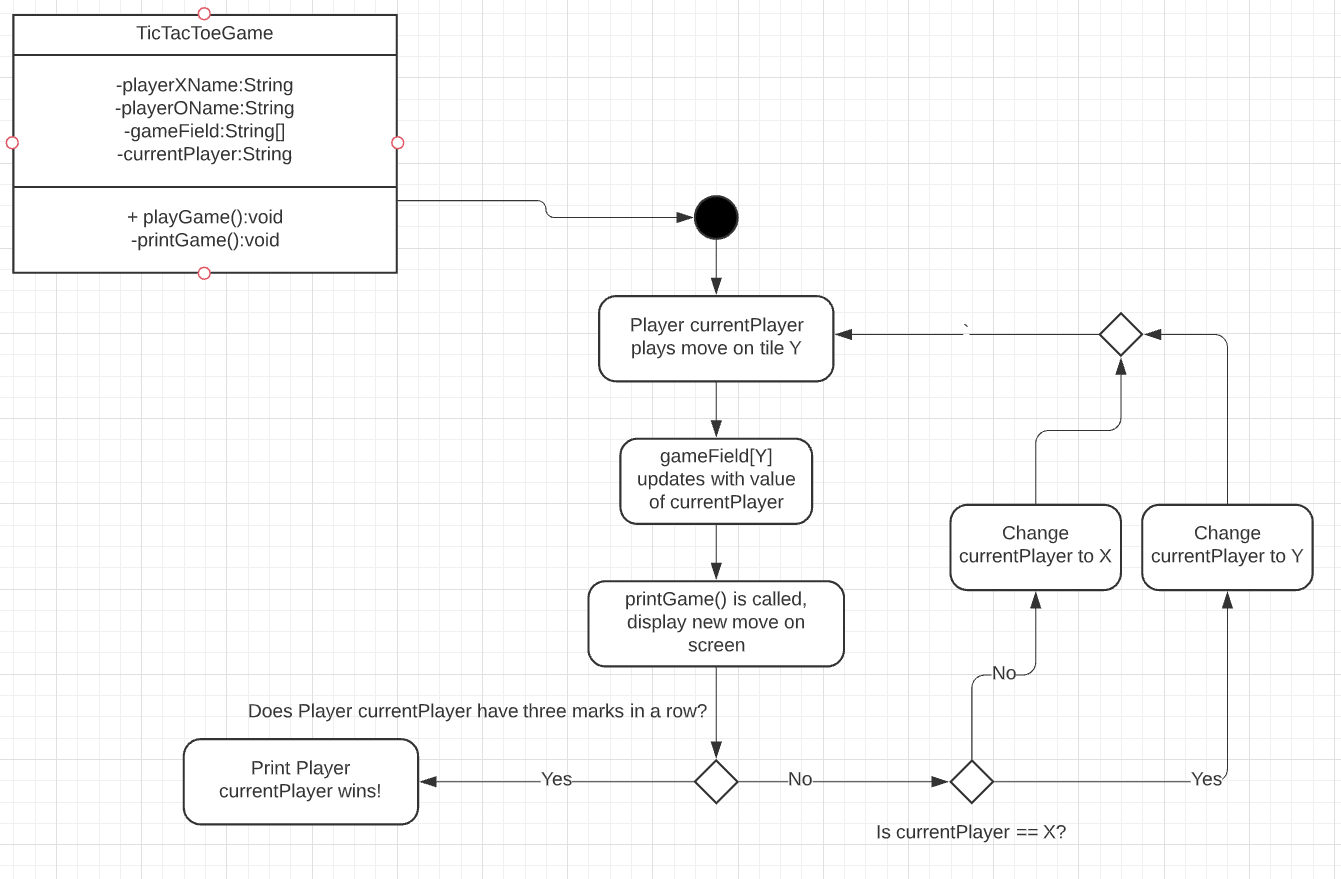 TicTacToeGame
-playerXName:String
-playerOName:String
-gameField:String[]
-currentPlayer:String
+ playGame():void
-printGame():void
Player currentPlayer
plays move on tile Y
`
gameField[Y]
updates with value
of currentPlayer
Change
currentPlayer to X
Change
currentPlayer to Y
printGame() is called,
display new move on
screen
No
Does Player currentPlayer have three marks in a row?
Print Player
currentPlayer wins!
Yes
No
Yes
Is currentPlayer == X?